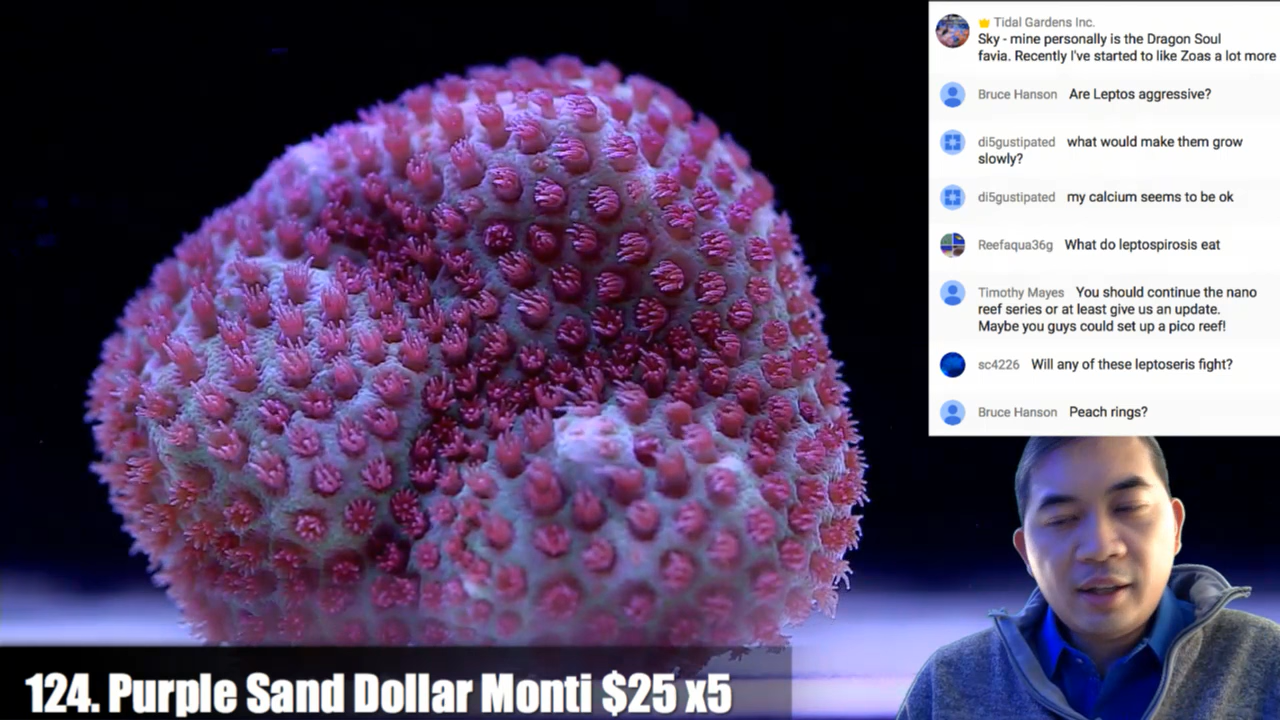 Tidal Gardens Inc.
Sky - mine personally is the Dragon Soul
favia. Recently I've started to like Zoas a lot more
Bruce Hanson Are Leptos aggressive?
di5gustipated what would make them grow
slowly?
di5gustipated my calcium seems to be ok
Reefaqua36g What do leptospirosis eat
Timothy Mayes You should continue the nano
reef series or at least give us an update.
Maybe you guys could set up a pico reef!
sc4226 Will any of these leptoseris fight?
Bruce Hanson Peach rings?
124. Purple Sand Dollar Monti $25 x5